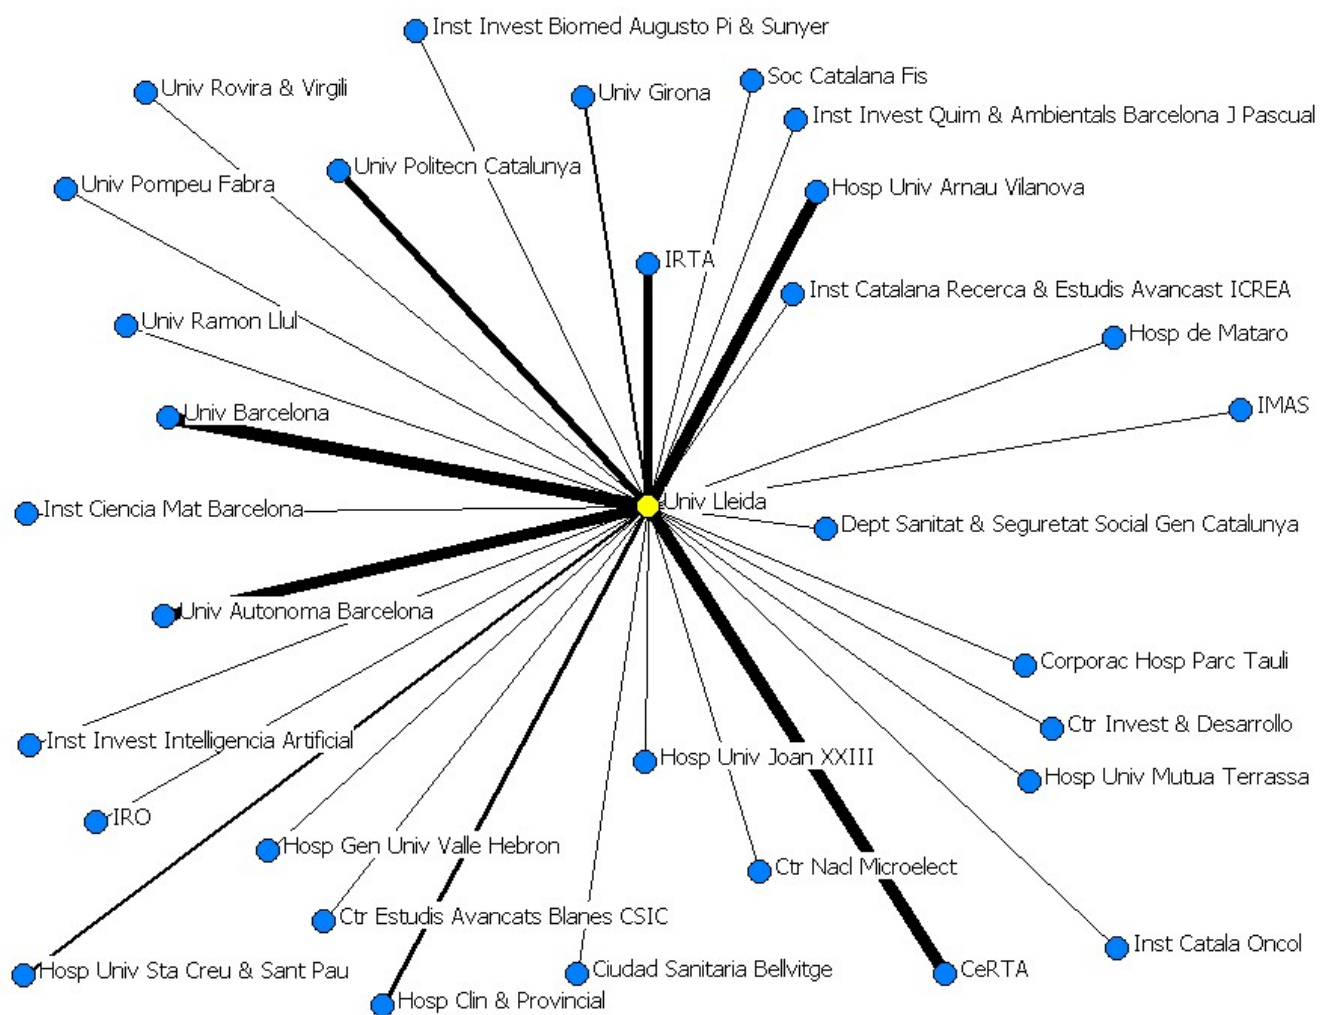 Inst Invest Biomed Augusto Pi & Sunyer
Soc Catalana Fis
Univ Rovira & Virgili
Univ Girona
Inst Invest Quim & Ambientals Barcelona J Pascual
Univ Politecn Catalunya
Univ Pompeu Fabra
Hosp Univ Arnau Vilanova
IRTA
Inst Catalana Recerca & Estudis Avancast ICREA
Univ Ramon Llul
Hosp de Mataro
Univ Barcelona
IMAS
Univ Lleida
Inst Ciencia Mat Barcelona
Dept Sanitat & Seguretat Social Gen Catalunya
Univ Autonoma Barcelona
Corporac Hosp Parc Tauli
Ctr Invest & Desarrollo
Inst Invest Intelligencia Artificial
Hosp Univ Joan XXIII
Hosp Univ Mutua Terrassa
IRO
Hosp Gen Univ Valle Hebron
Ctr Nacl Microelect
Ctr Estudis Avancats Blanes CSIC
Inst Catala Oncol
Hosp Univ Sta Creu & Sant Pau
Ciudad Sanitaria Bellvitge
CeRTA
Hosp Clin & Provincial